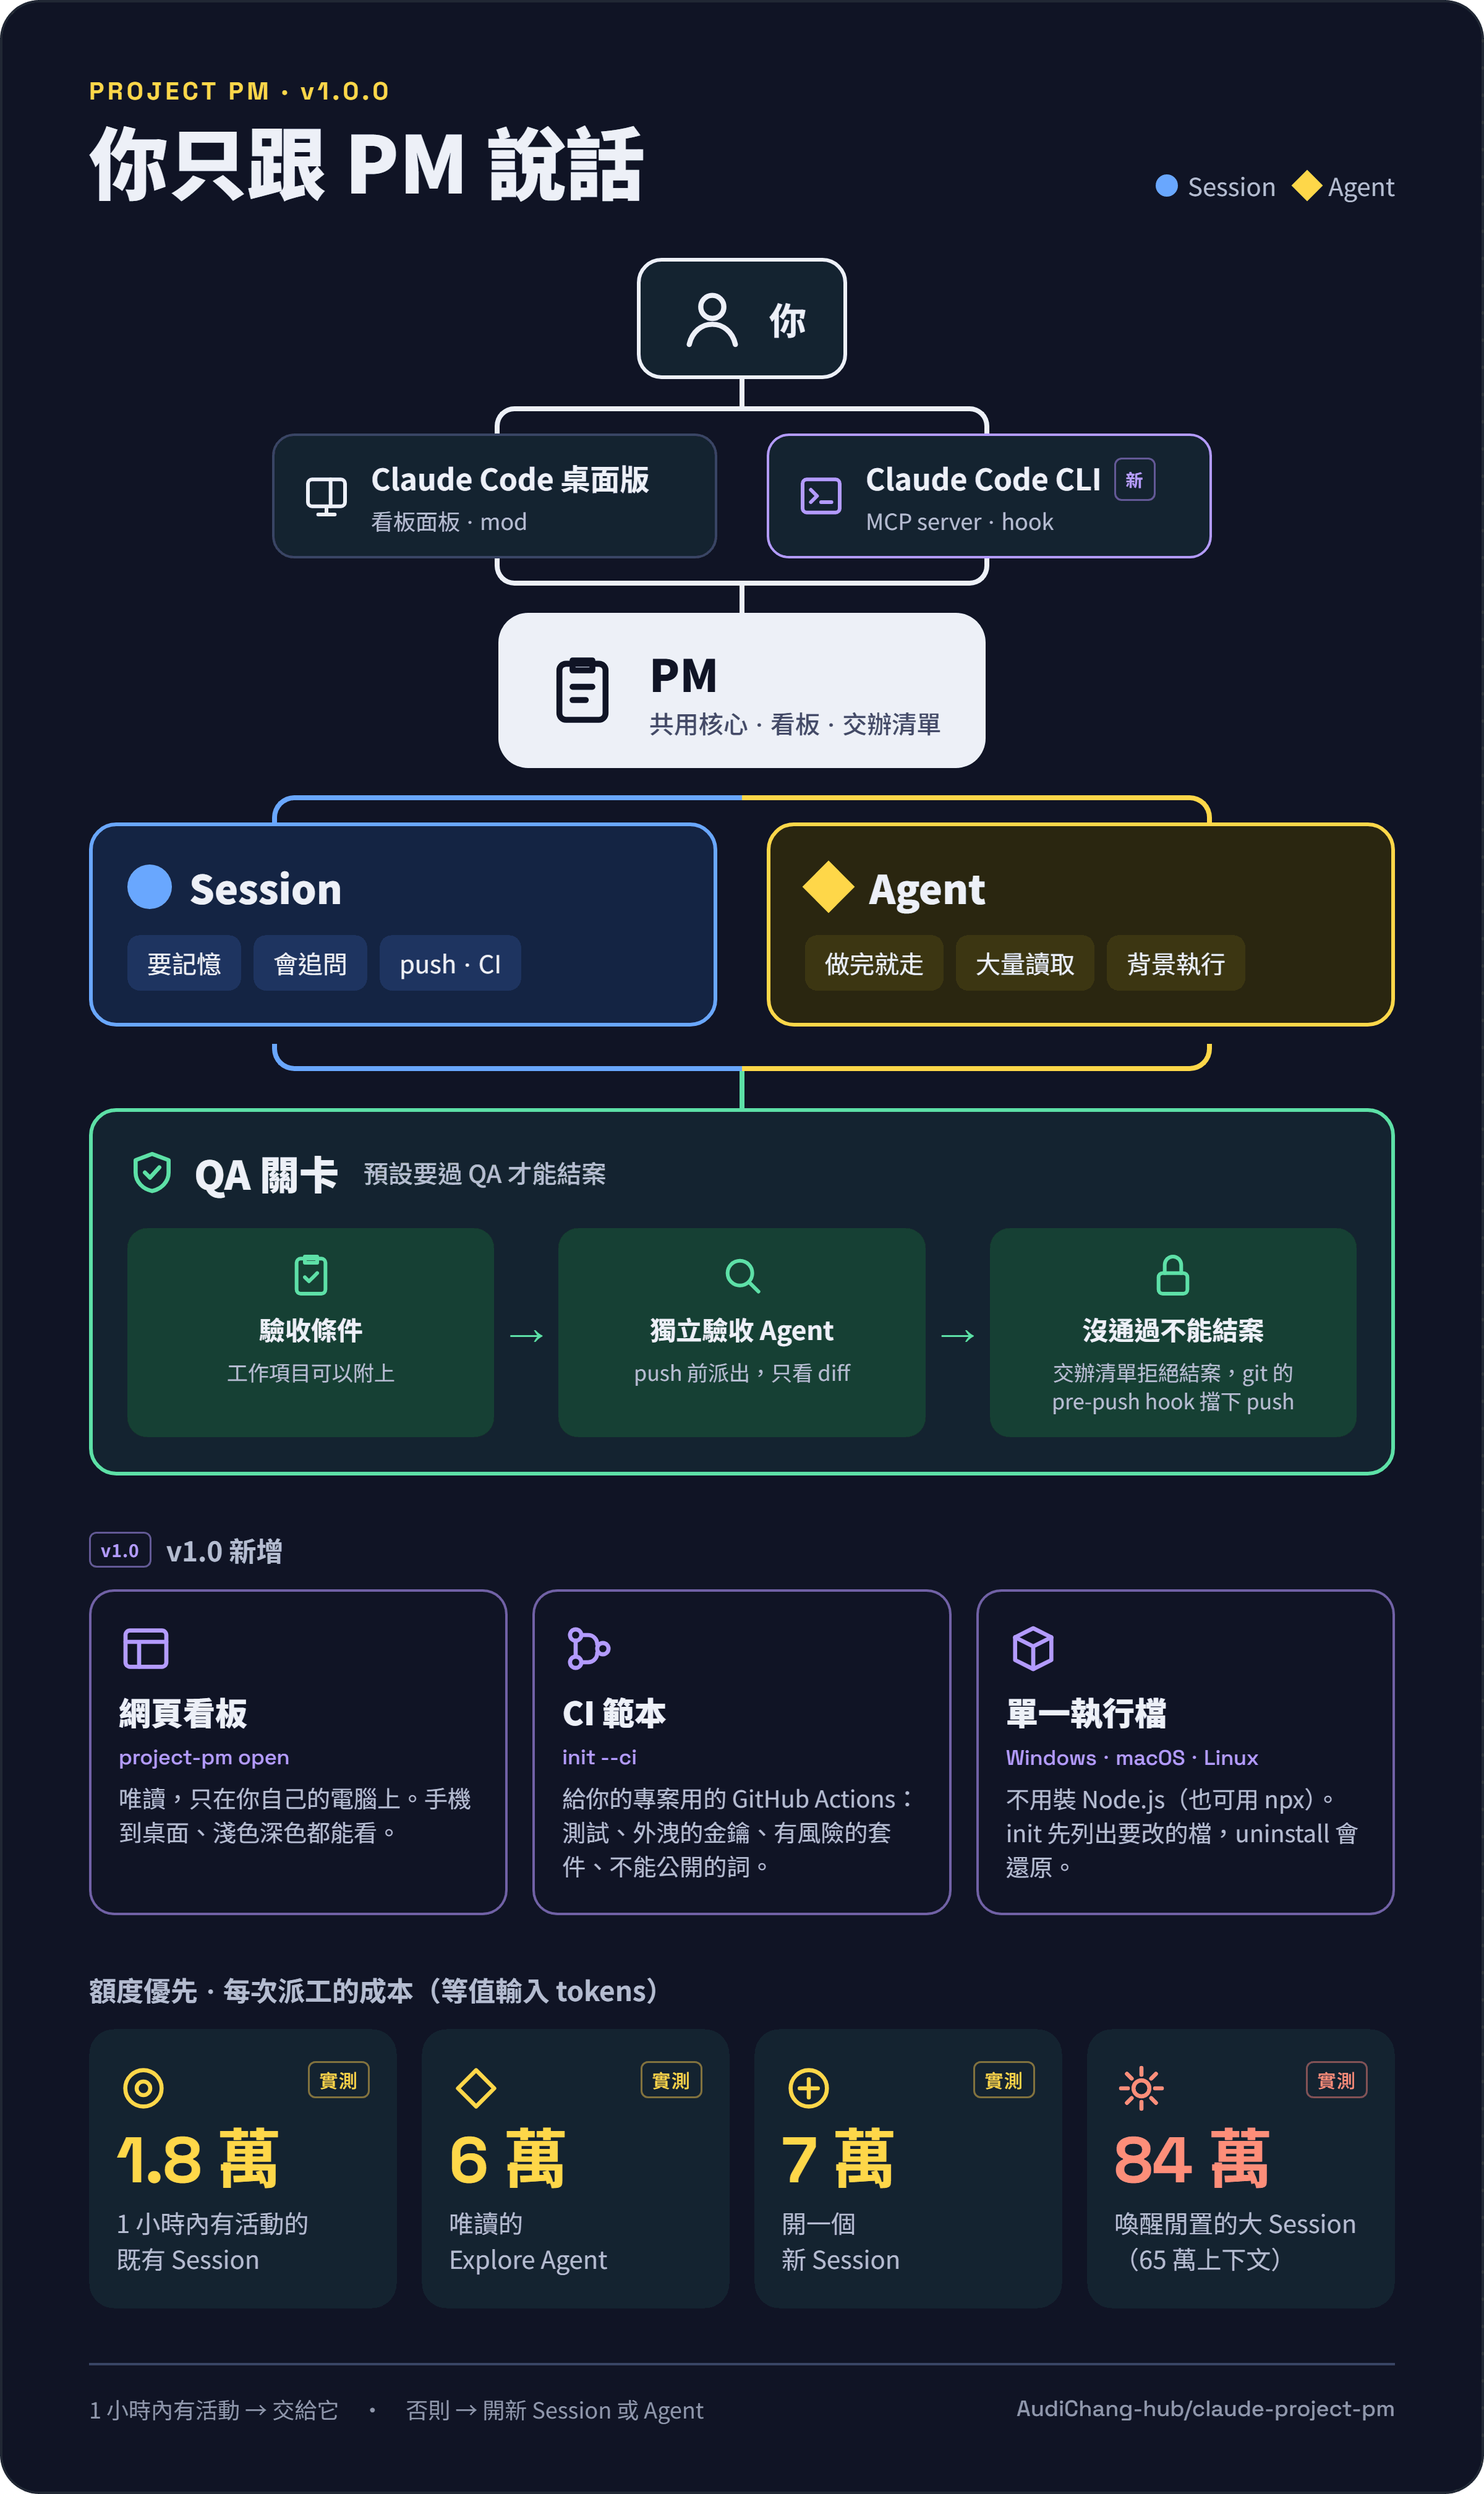 PROJECT PM · v1.0.0
你只跟 PM 說話
Session
Agent
你
Claude Code 桌面版
看板面板 · mod
Claude Code CLI 新
MCP server · hook
PM
共用核心 · 看板 · 交辦清單
Session
要記憶
會追問
push · CI
Agent
做完就走
大量讀取
背景執行
QA 關卡 預設要過 QA 才能結案
驗收條件
工作項目可以附上
→
獨立驗收 Agent
push 前派出，只看 diff
→
沒通過不能結案
交辦清單拒絕結案，git 的
pre-push hook 擋下 push
v1.0 v1.0 新增
網頁看板
project-pm open
唯讀，只在你自己的電腦上。手機
到桌面、淺色深色都能看。
CI 範本
init --ci
給你的專案用的 GitHub Actions：
測試、外洩的金鑰、有風險的套
件、不能公開的詞。
單一執行檔
Windows · macOS · Linux
不用裝 Node.js（也可用 npx）。
init 先列出要改的檔，uninstall 會
還原。
額度優先 · 每次派工的成本（等值輸入 tokens）
實測
1.8 萬
1 小時內有活動的
既有 Session
實測
6 萬
唯讀的
Explore Agent
實測
7 萬
開一個
新 Session
實測
84 萬
喚醒閒置的大 Session
（65 萬上下文）
1 小時內有活動 → 交給它 · 否則 → 開新 Session 或 Agent
AudiChang-hub/claude-project-pm